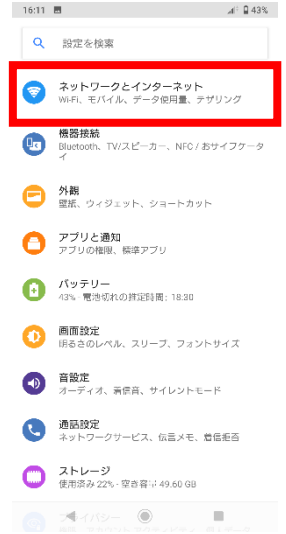 16:11
43%
設定を検索
ネットワークとインターネット
Wi-Fi、モバイル、データ使用量、テザリング
機器接続
Bluetooth、TV/スピーカー、NFC / おサイフケータ
イ
外観
壁紙、ウィジェット、ショートカット
アプリと通知
アプリの権限、標準アプリ
バッテリー
43% - 電池切れの推定時間: 18:30
画面設定
明るさのレベル、スリープ、フォントサイズ
音設定
オーディオ、着信音、サイレントモード
通話設定
ネットワークサービス、伝言メモ、着信拒否
ストレージ
使用済み 22% - 空き容量 49.60 GB
プライバシー